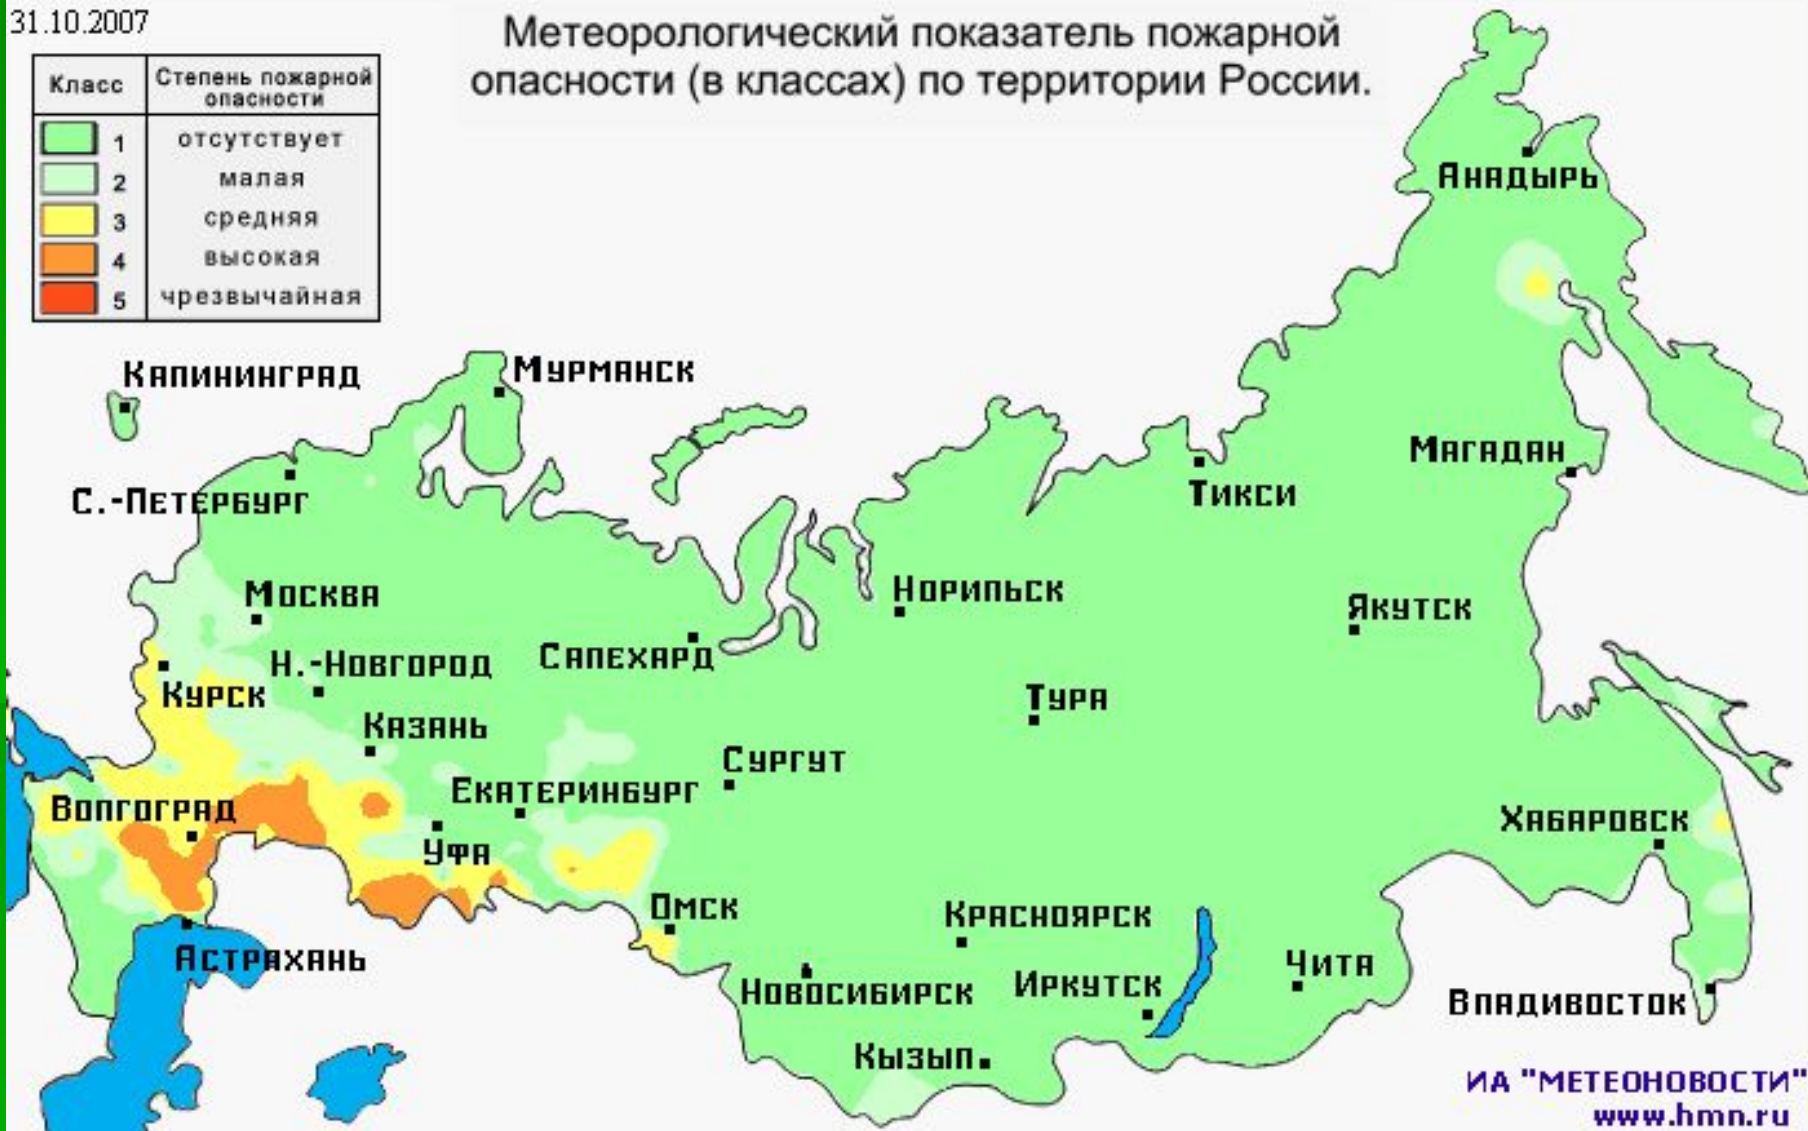 31.10.2007
Метеорологический показатель пожарной
опасности (в классах) по территории России.
Класс
Степень пожарной
опасности
1 отсутствует
2 малая
3 средняя
4 высокая
5 чрезвычайная
Анадырь
Калининград
Мурманск
Магадан
С.-Петербург
Тикси
Москва
Норильск
Якутск
Салехард
Н.-Новгород
Курск
Тура
Казань
Сургут
Екатеринбург
Волгоград
Хабаровск
Уфа
Омск
Красноярск
Астрахань
Чита
Новосибирск
Иркутск
Владивосток
Кызыл
ИА "МЕТЕОНОВОСТИ"
www.hmn.ru